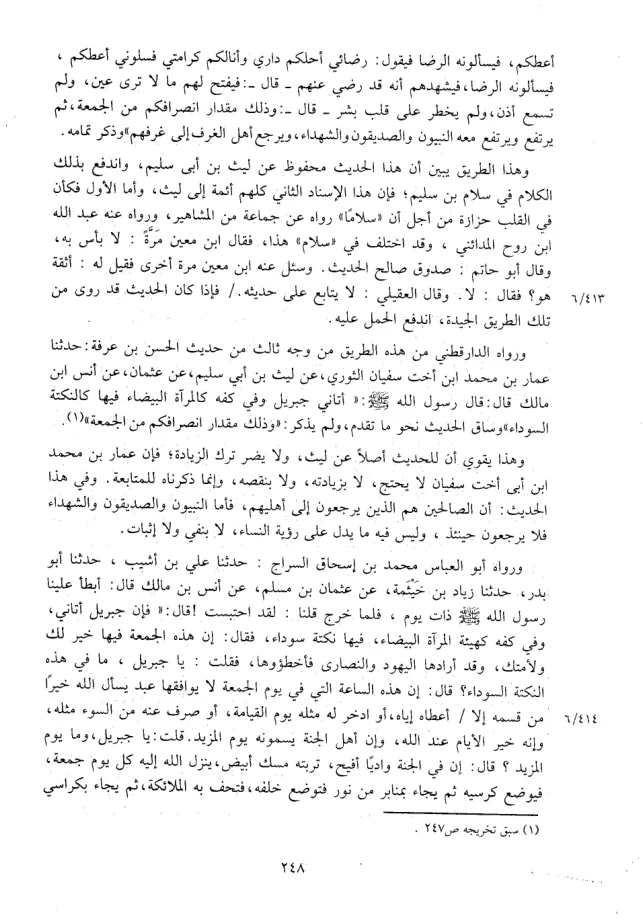 أعطكم، فيسألونه الرضا فيقول: رضائي أحلكم داري وأنالكم كرامتي فسلوني أعطكم ،
فيسألونه الرضا، فيشهدهم أنه قد رضي عنهم ـ قال ـ: فيفتح لهم ما لا ترى عين، ولم
تسمع أذن، ولم يخطر على قلب بشر ـ قال ـ: وذلك مقدار انصرافكم من الجمعة، ثم
يرتفع ويرتفع معه النبيون والصديقون والشهداء، ويرجع أهل الغرف إلى غرفهم» وذكر تمامه.
وهذا الطريق يبين أن هذا الحديث محفوظ عن ليث بن أبى سليم، واندفع بذلك
الكلام في سلام بن سليم؛ فإن هذا الإسناد الثاني كلهم أئمة إلى ليث، وأما الأول فكأن
في القلب حزازة من أجل أن «سلامًا» رواه عن جماعة من المشاهير، ورواه عنه عبد الله
ابن روح المدائني ، وقد اختلف في «سلام» هذا، فقال ابن معين مَرَّةً : لا بأس به،
وقال أبو حاتم : صدوق صالح الحديث. وسئل عنه ابن معين مرة أخرى فقيل له : أثقة
هو؟ فقال : لا. وقال العقيلي : لا يتابع على حديثه. / فإذا كان الحديث قد روى من
٦/٤١٣
تلك الطريق الجيدة، اندفع الحمل عليه.
ورواه الدارقطني من هذه الطريق من وجه ثالث من حديث الحسن بن عرفة: حدثنا
عمار بن محمد ابن أخت سفيان الثوري، عن ليث بن أبي سليم، عن عثمان، عن أنس ابن
مالك قال: قال رسول الله ﷺ: «أتاني جبريل وفي كفه كالمرآة البيضاء فيها كالنكتة
السوداء» وساق الحديث نحو ما تقدم، ولم يذكر: «وذلك مقدار انصرافكم من الجمعة»(١).
وهذا يقوي أن للحديث أصلاً عن ليث، ولا يضر ترك الزيادة؛ فإن عمار بن محمد
ابن أبى أخت سفيان لا يحتج، لا بزيادته، ولا بنقصه، وإنما ذكرناه للمتابعة. وفي هذا
الحديث: أن الصالحين هم الذين يرجعون إلى أهليهم، فأما النبيون والصديقون والشهداء
فلا يرجعون حينئذ ، وليس فيه ما يدل على رؤية النساء، لا بنفي ولا إثبات.
ورواه أبو العباس محمد بن إسحاق السراج : حدثنا علي بن أشيب ، حدثنا أبو
بدر، حدثنا زياد بن خَيْثَمة، عن عثمان بن مسلم، عن أنس بن مالك قال: أبطأ علينا
رسول الله ﷺ ذات يوم ، فلما خرج قلنا : لقد احتبست !قال: «فإن جبريل أتاني،
وفي كفه كهيئة المرآة البيضاء، فيها نكتة سوداء، فقال: إن هذه الجمعة فيها خير لك
ولأمتك، وقد أرادها اليهود والنصارى فأخطؤوها، فقلت : يا جبريل ، ما في هذه
النكتة السوداء؟ قال: إن هذه الساعة التي في يوم الجمعة لا يوافقها عبد يسأل الله خيرًا
من قسمه إلا / أعطاه إياه، أو ادخر له مثله يوم القيامة، أو صرف عنه من السوء مثله،
٦/٤١٤
وإنه خير الأيام عند الله، وإن أهل الجنة يسمونه يوم المزيد. قلت: يا جبريل، وما يوم
المزيد ؟ قال: إن في الجنة واديًا أفيح، تربته مسك أبيض، ينزل الله إليه كل يوم جمعة،
فيوضع كرسيه ثم يجاء بمنابر من نور فتوضع خلفه، فتحف به الملائكة، ثم يجاء بكراسي
(١) سبق تخريجه ص٢٤٧ .
٢٤٨